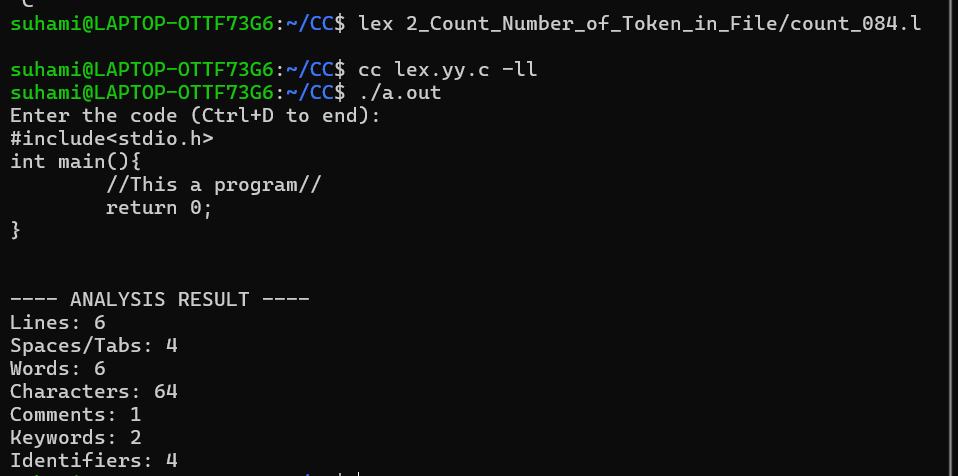 C
suhami@LAPTOP-OTTF73G6:~/CC$ lex 2_Count_Number_of_Token_in_File/count_084.l
suhami@LAPTOP-OTTF73G6:~/CC$ cc lex.yy.c -ll
suhami@LAPTOP-OTTF73G6:~/CC$ ./a.out
Enter the code (Ctrl+D to end):
#include<stdio.h>
int main(){
        //This a program//
        return 0;
}
---- ANALYSIS RESULT ----
Lines: 6
Spaces/Tabs: 4
Words: 6
Characters: 64
Comments: 1
Keywords: 2
Identifiers: 4